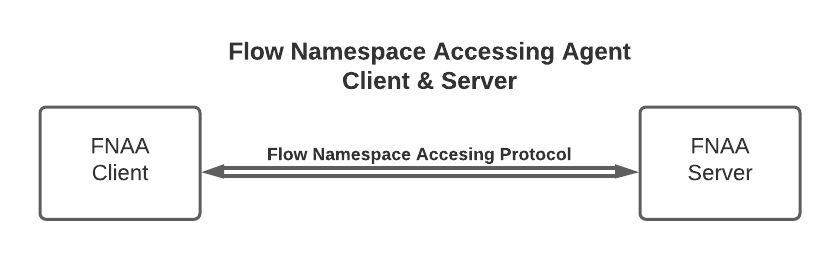 Flow Namespace Accessing Agent
Client & Server
FNAA
Client
Flow Namespace Accesing Protocol
FNAA
Server